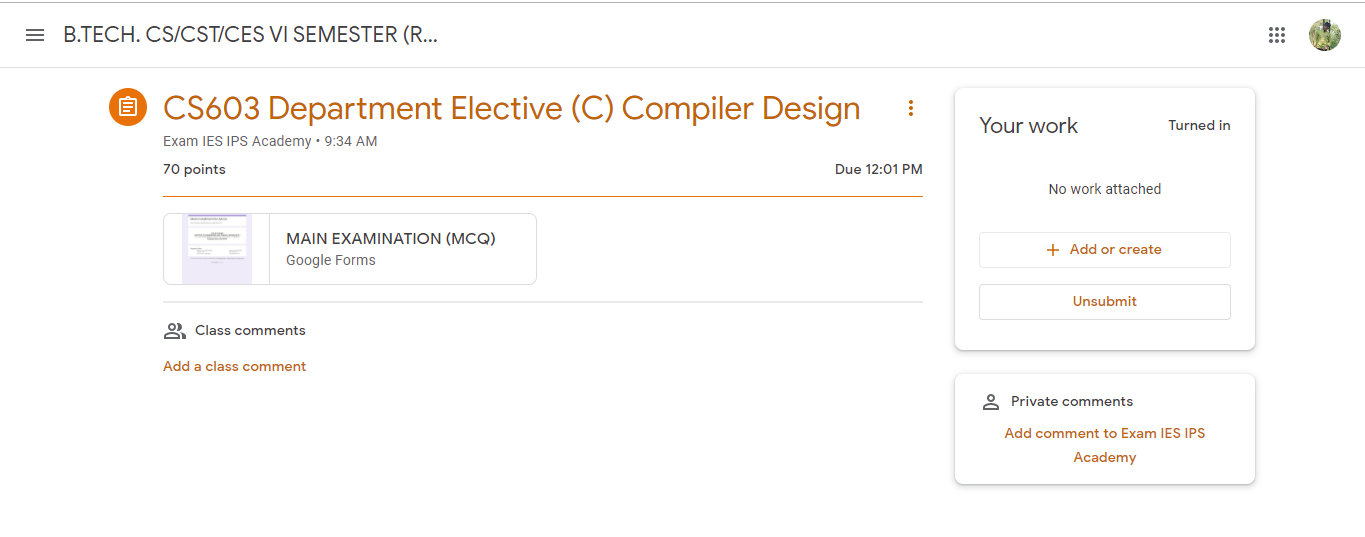 B.TECH. CS/CST/CES VI SEMESTER (R...
CS603 Department Elective (C) Compiler Design
Exam IES IPS Academy • 9:34 AM
70 points
Due 12:01 PM
MAIN EXAMINATION (MCQ)
Google Forms
Class comments
Add a class comment
Your work
Turned in
No work attached
+ Add or create
Unsubmit
Private comments
Add comment to Exam IES IPS
Academy